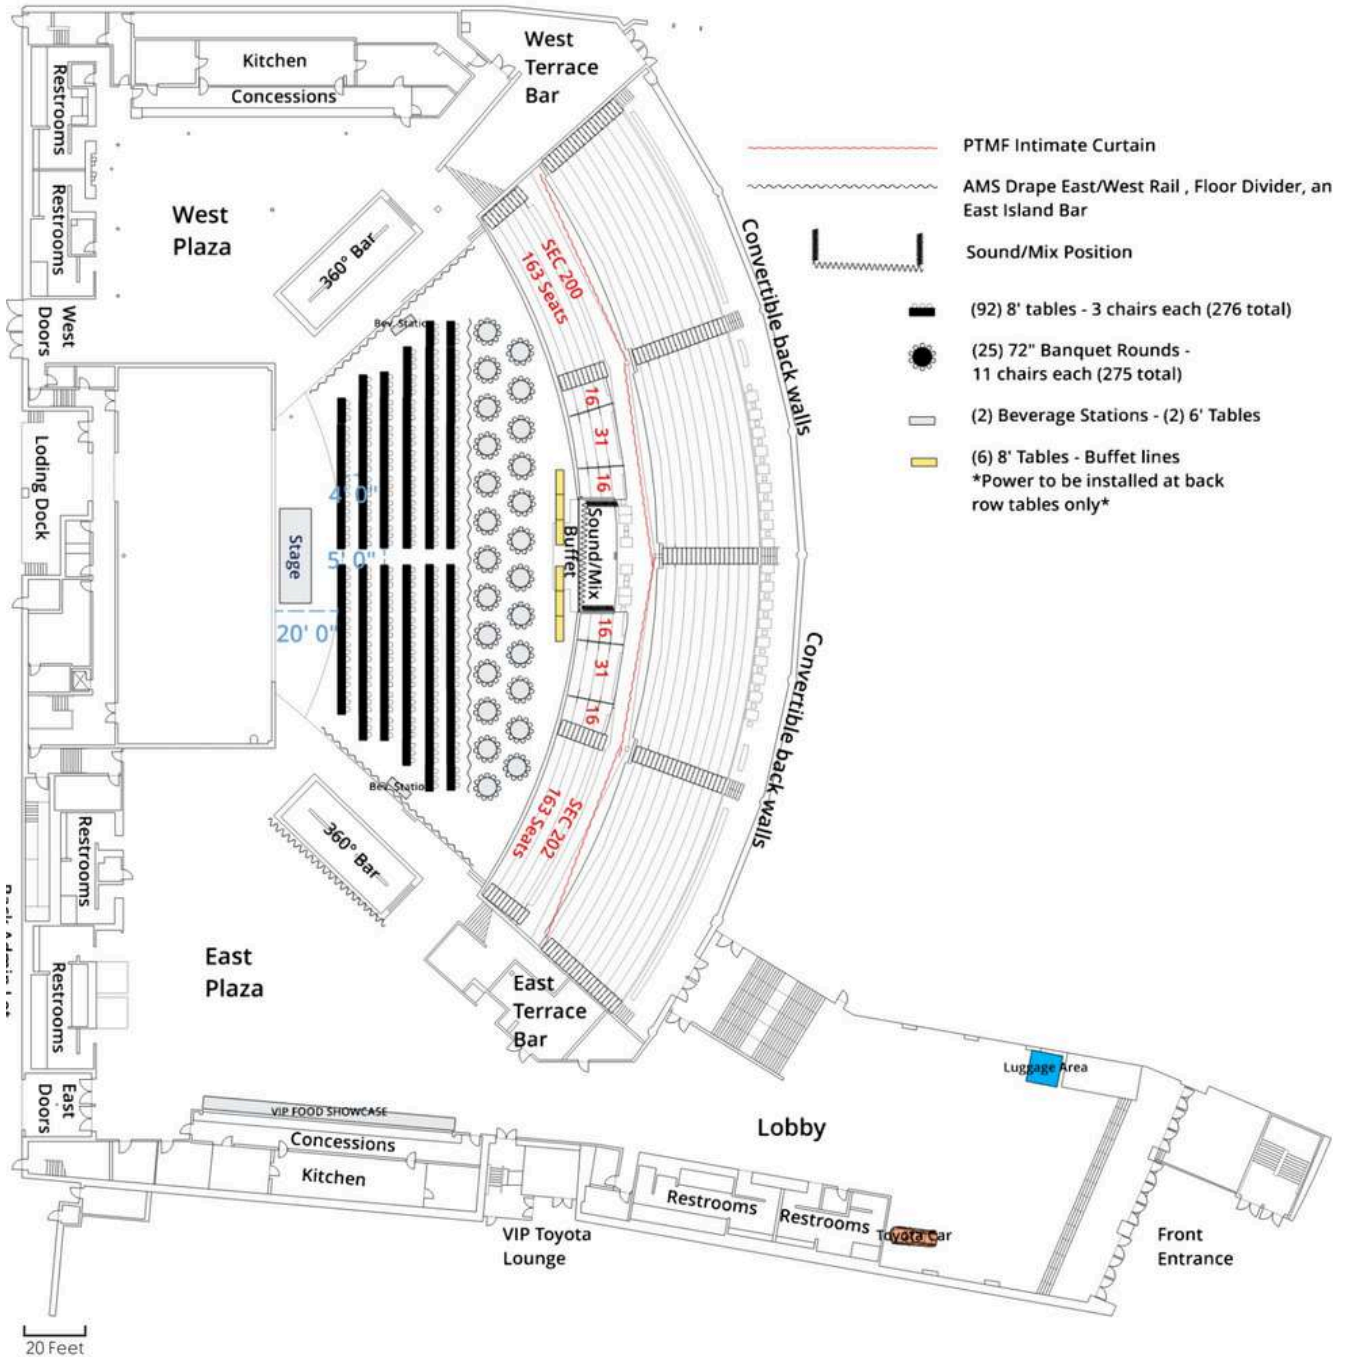 West
Terrace
Bar
Kitchen
Concessions
Restrooms
Restrooms
West
Plaza
360° Bar
West
Doors
Bev. Statio
SEC 200
163 Seats
16
31
16
Convertible back walls
PTMF Intimate Curtain
AMS Drape East/West Rail , Floor Divider, an
East Island Bar
Sound/Mix Position
(92) 8' tables - 3 chairs each (276 total)
(25) 72" Banquet Rounds -
11 chairs each (275 total)
(2) Beverage Stations - (2) 6' Tables
(6) 8' Tables - Buffet lines
*Power to be installed at back
row tables only*
Loding Dock
Stage
4' 0"
5' 0"
20' 0"
Buffet
Sound/Mix
16
31
16
SEC 202
163 Seats
Convertible back walls
Bev. Statio
360° Bar
Restrooms
Restrooms
East
Plaza
East
Terrace
Bar
East
Doors
VIP FOOD SHOWCASE
Concessions
Kitchen
VIP Toyota
Lounge
Lobby
Luggage Area
Restrooms
Restrooms
Toyota Car
Front
Entrance
20 Feet